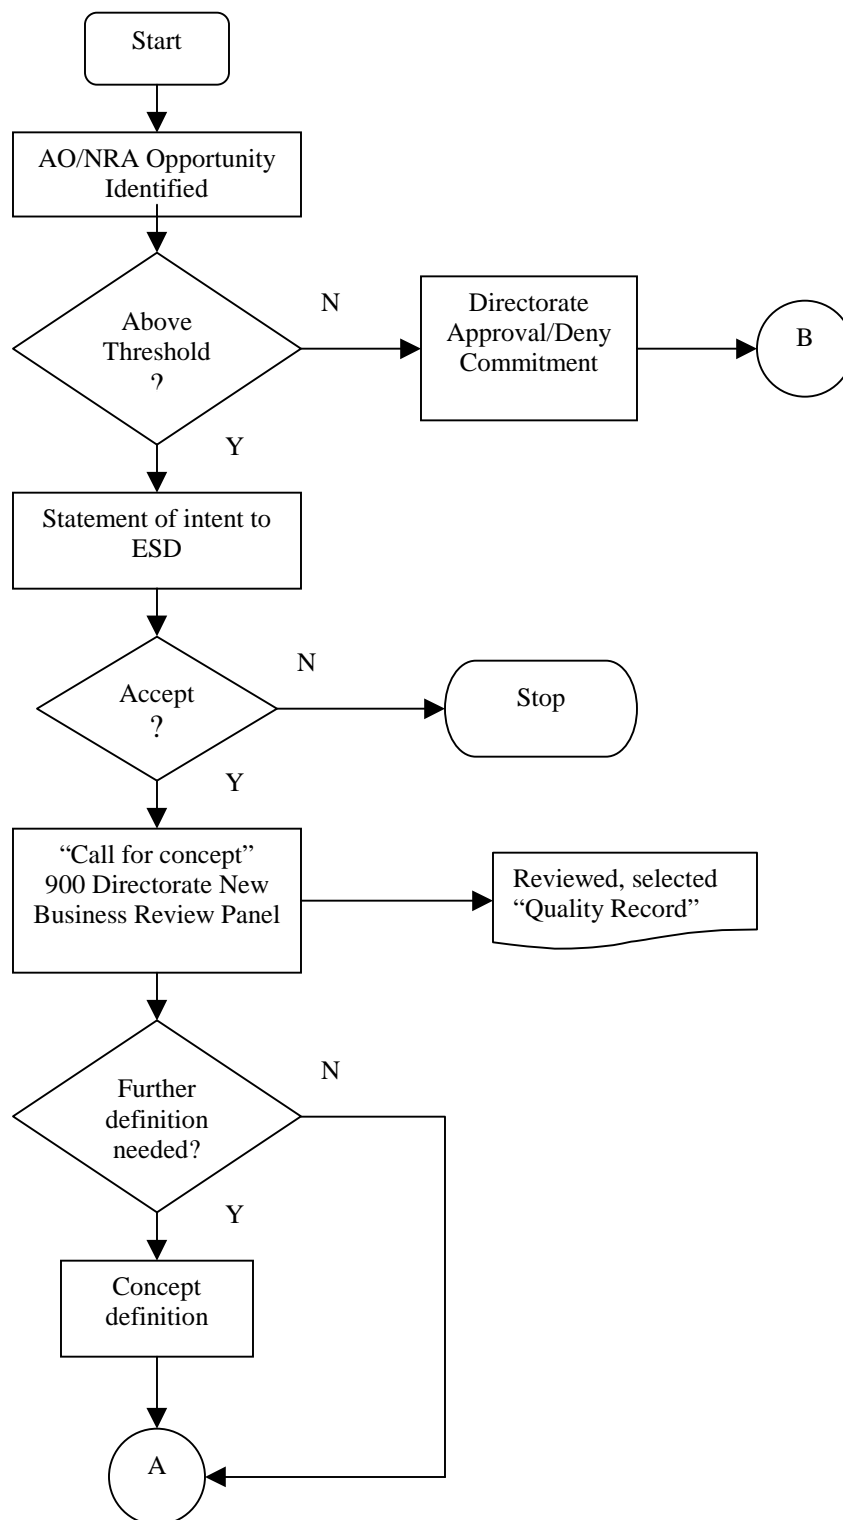 Start
AO/NRA Opportunity
Identified
Above
Threshold
?
N
Directorate
Approval/Deny
Commitment
B
Y
Statement of intent to
ESD
Accept
?
N
Stop
Y
“Call for concept”
900 Directorate New
Business Review Panel
Reviewed, selected
“Quality Record”
Further
definition
needed?
N
Y
Concept
definition
A